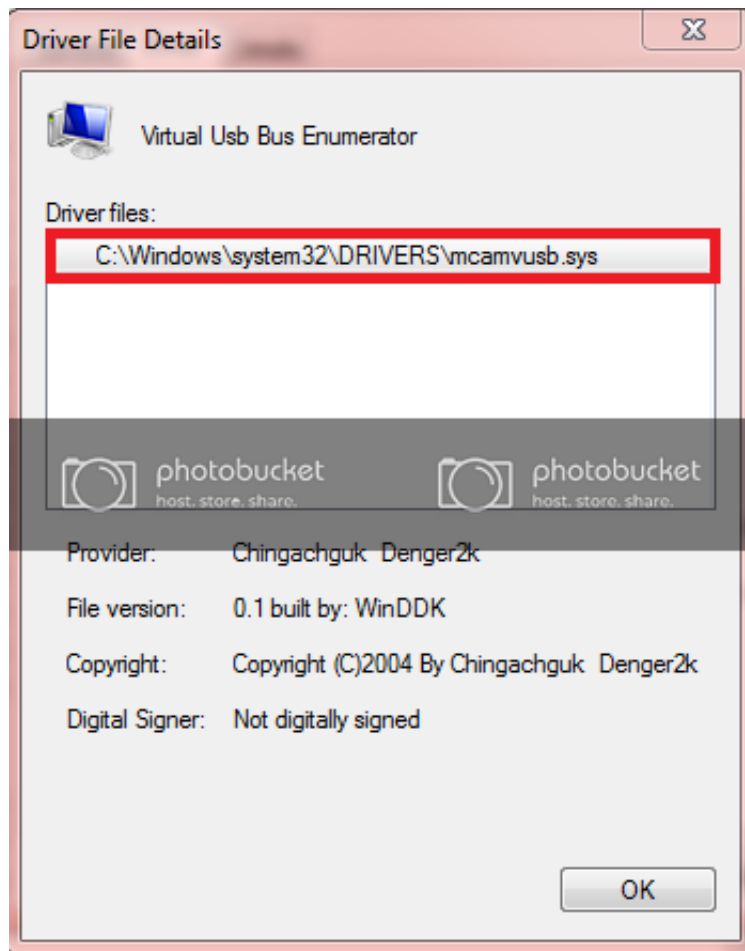 Driver File Details
Virtual Usb Bus Enumerator
Driver files:
C:\Windows\system32\DRIVERS\mcamvusb.sys
photobucket photobucket
host. store. share. host. store. share.
Provider: Chingachguk Denger2k
File version: 0.1 built by: WinDDK
Copyright: Copyright (C)2004 By Chingachguk Denger2k
Digital Signer: Not digitally signed
OK